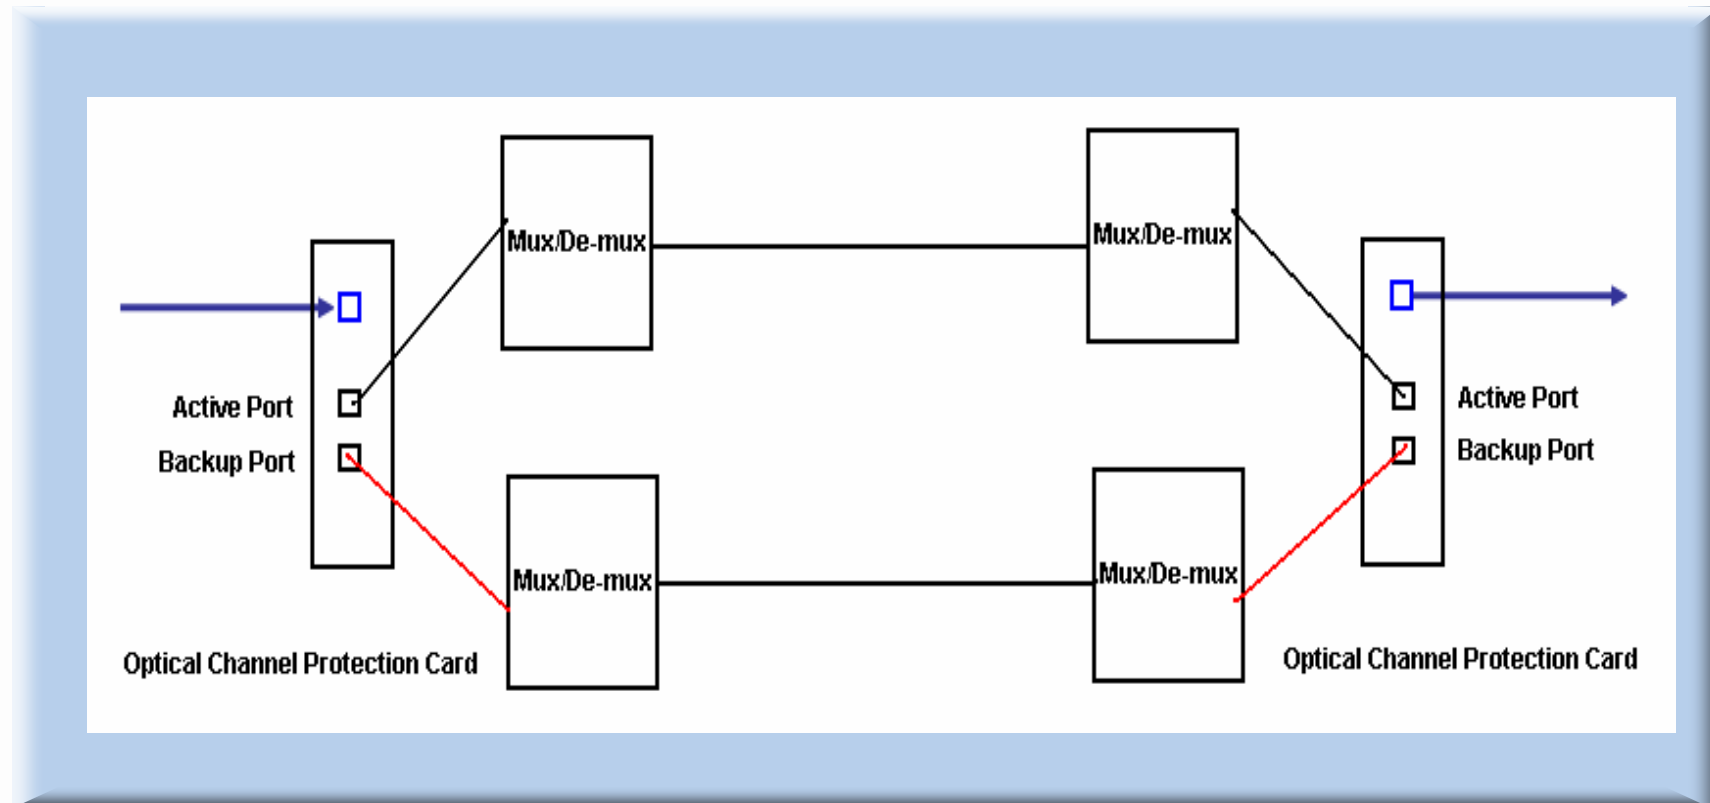 Mux/De-mux
Mux/De-mux
Active Port
Active Port
Backup Port
Backup Port
Mux/De-mux
Mux/De-mux
Optical Channel Protection Card
Optical Channel Protection Card